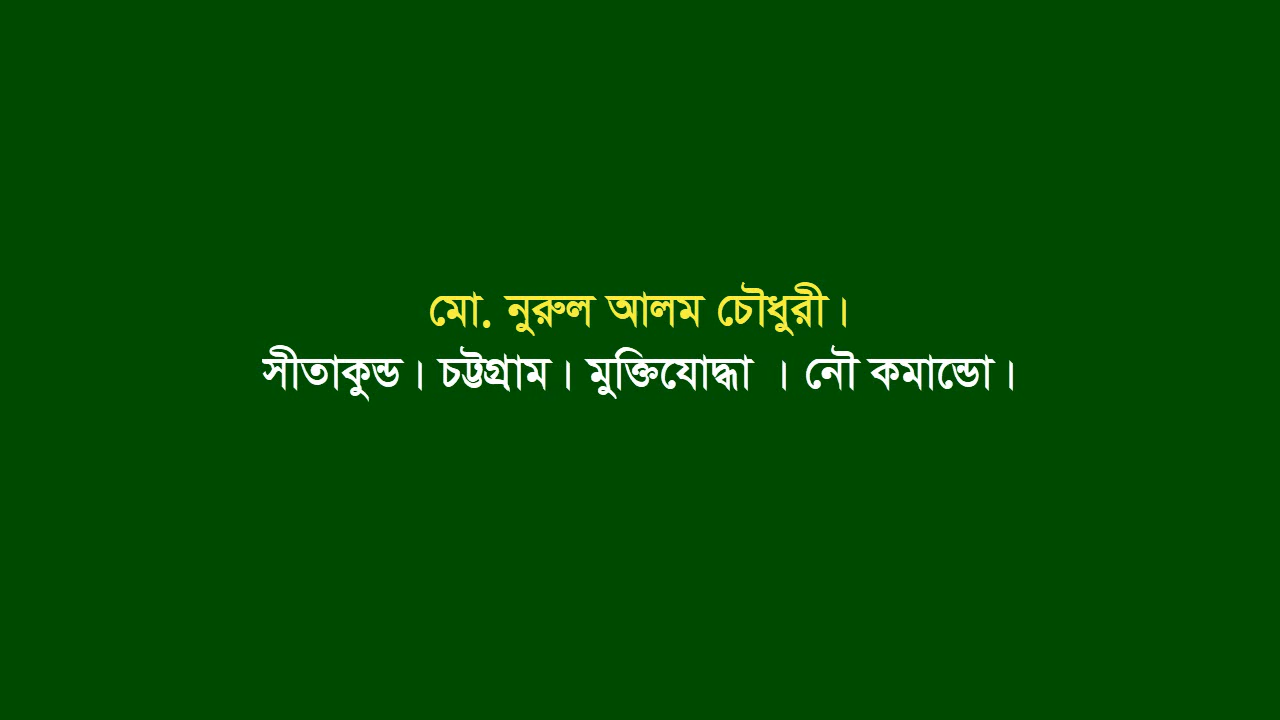 মো. নুরুল আলম চৌধুরী।
সীতাকুন্ড। চট্টগ্রাম। মুক্তিযোদ্ধা । নৌ কমান্ডো।